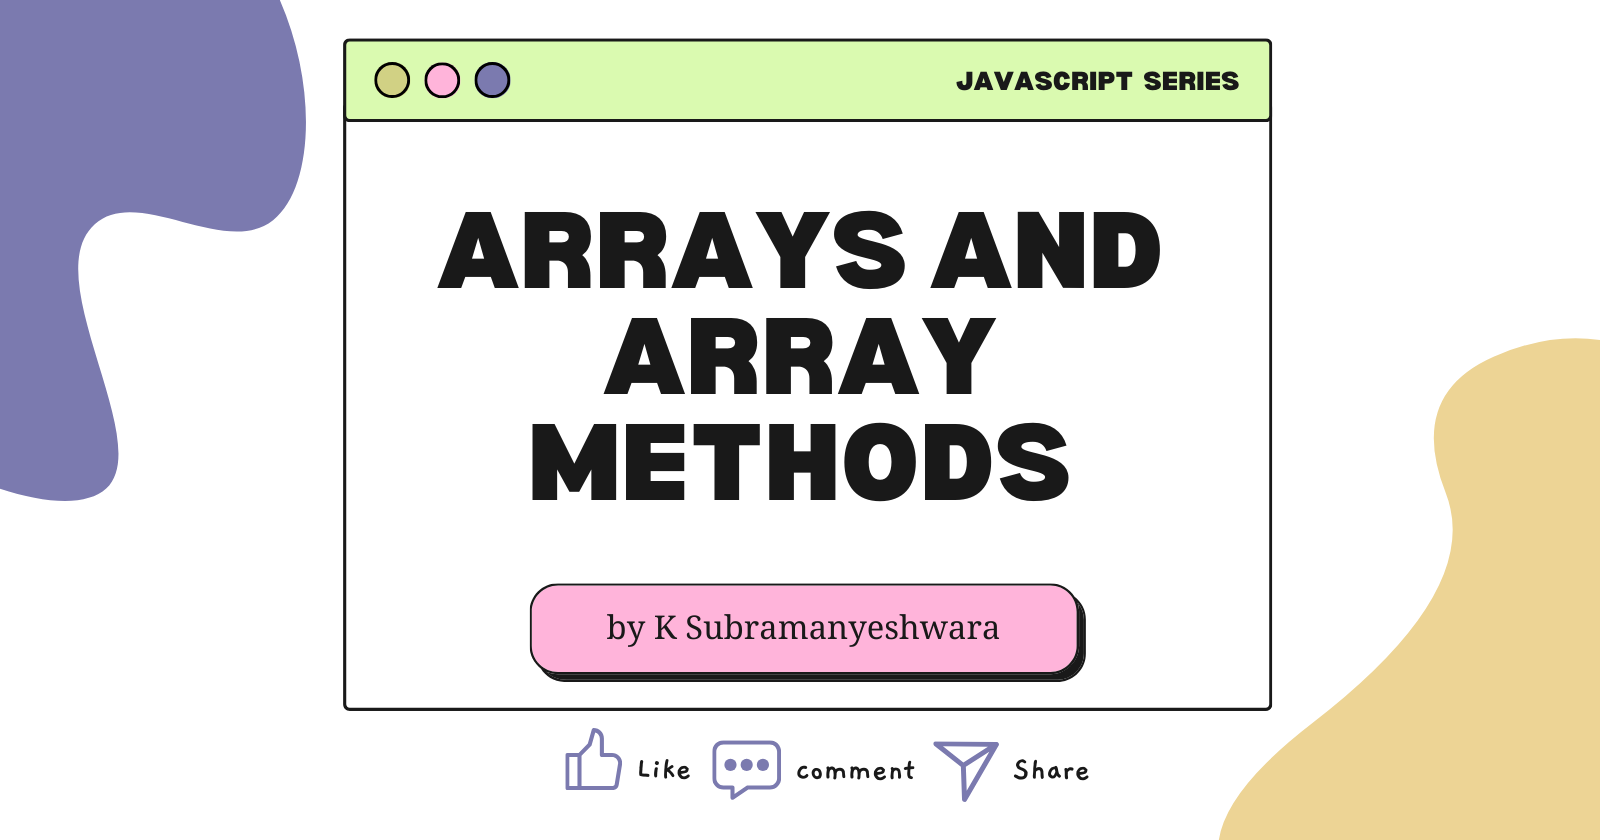 JAVASCRIPT SERIES
ARRAYS AND
ARRAY
METHODS
by K Subramanyeshwara
Like comment Share